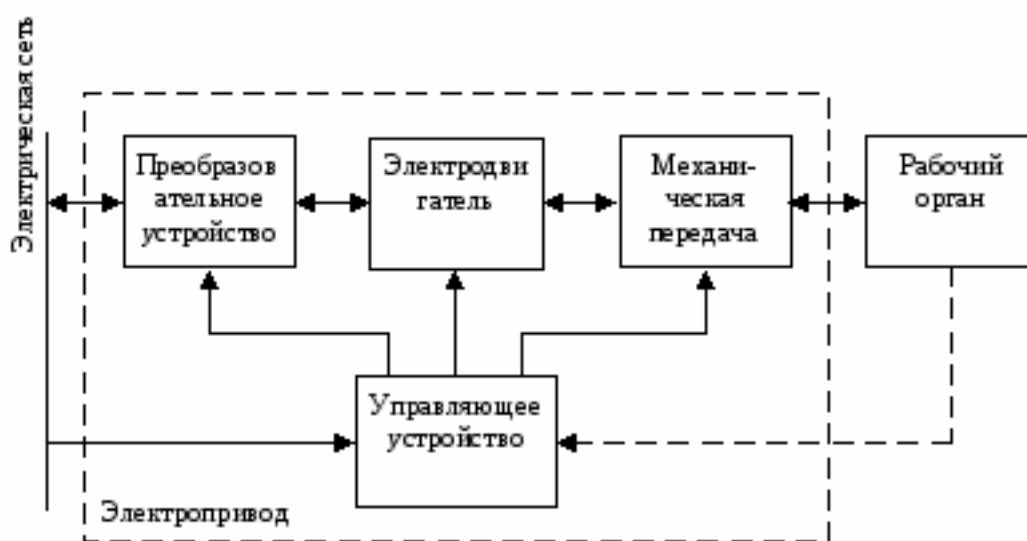 Электрическая сеть
Преобразов
ательное
устройство
Электродви
гатель
Механи-
ческая
передача
Рабочий
орган
Управляющее
устройство
Электропривод